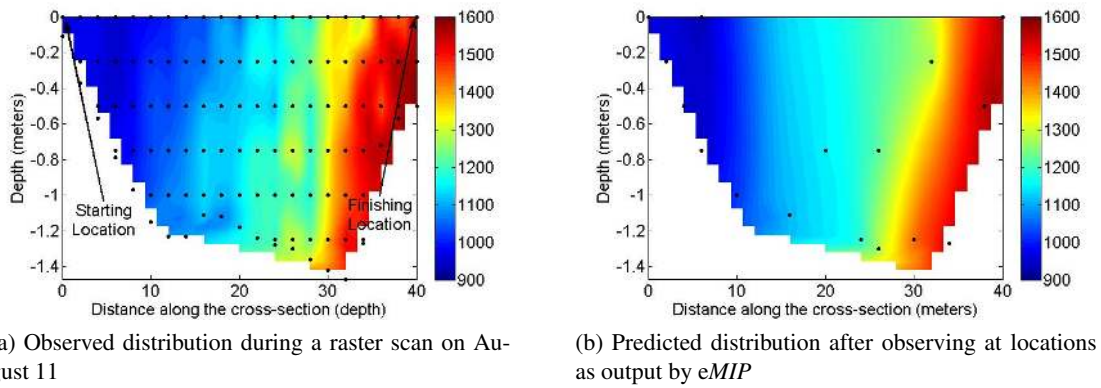 0
-0.2
-0.4
-0.6
-0.8
-1
-1.2
-1.4
Depth (meters)
0 10 20 30 40
Distance along the cross-section (depth)
Starting
Location
Finishing
Location
1600
1500
1400
1300
1200
1100
1000
900
a) Observed distribution during a raster scan on Au-
gust 11
0
-0.2
-0.4
-0.6
-0.8
-1
-1.2
-1.4
Depth (meters)
0 10 20 30 40
Distance along the cross-section (meters)
1600
1500
1400
1300
1200
1100
1000
900
(b) Predicted distribution after observing at locations
as output by eMIP